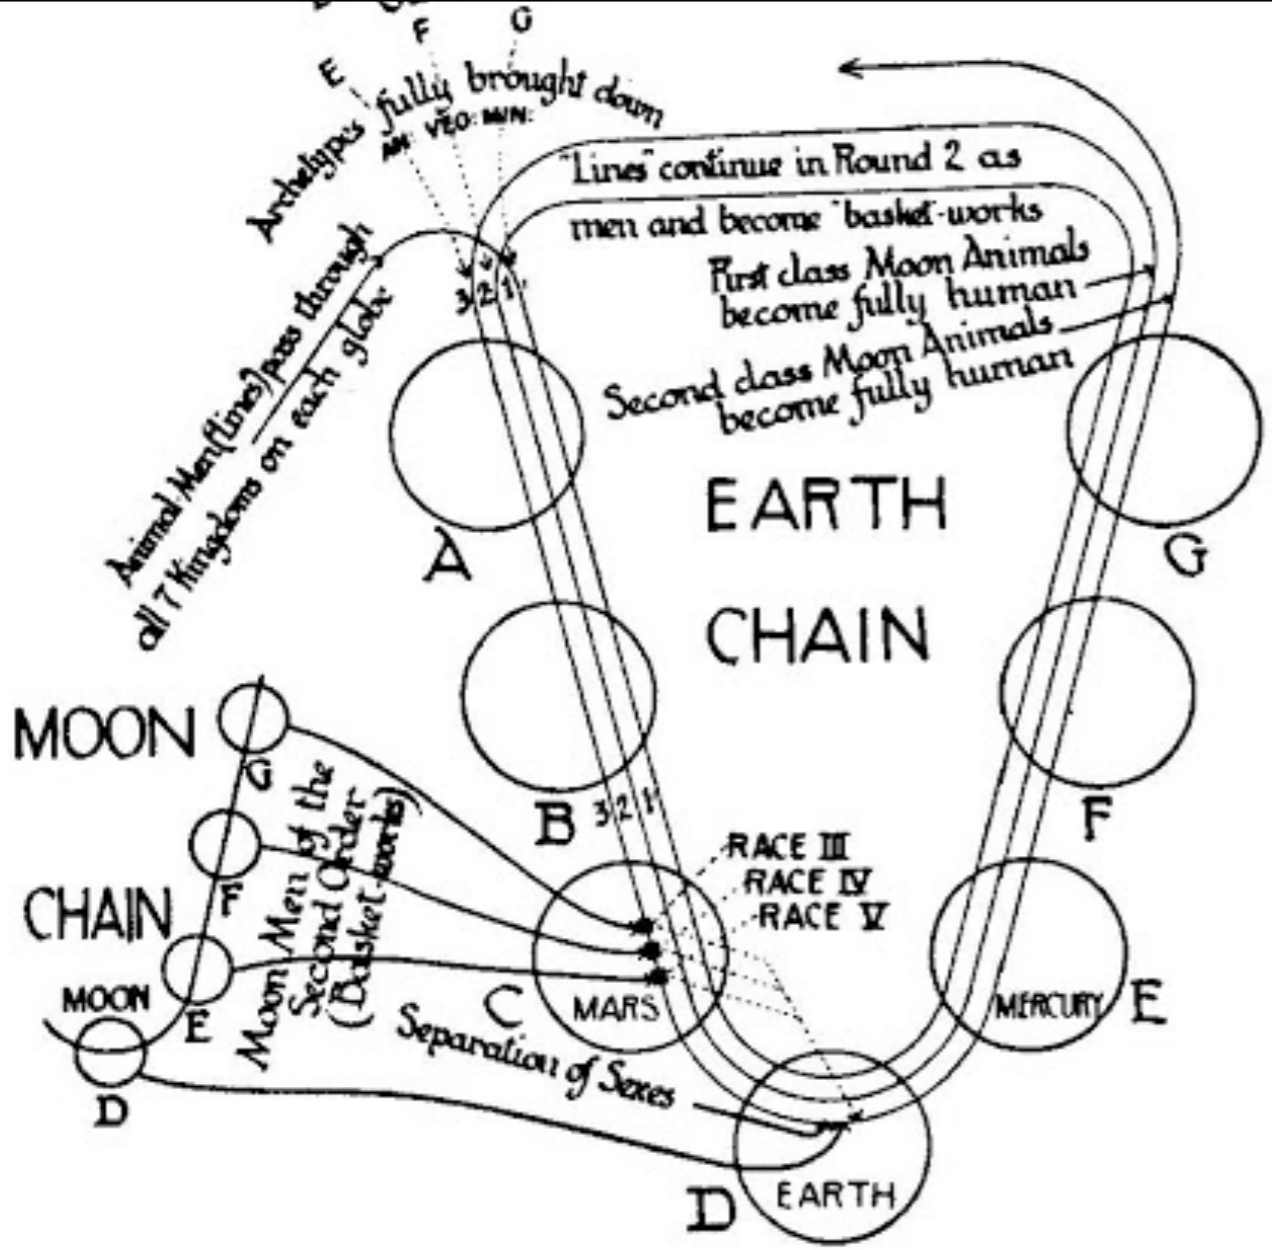 F
G
E
Archetypes fully brought down
AN: VEG: MIN:
"Lines" continue in Round 2 as
men and become "basket-works
First class Moon Animals
become fully human
Second class Moon Animals
become fully human
Animal-Men("lines") pass through
all 7 Kingdoms on each globe
3 2 1
EARTH
CHAIN
A
G
B
F
3 2 1
MOON
CHAIN
G
F
E
MOON
D
Moon Men of the
Second Order
(Basket-works)
RACE III
RACE IV
RACE V
C
MARS
MERCURY
E
Separation of Sexes
D
EARTH